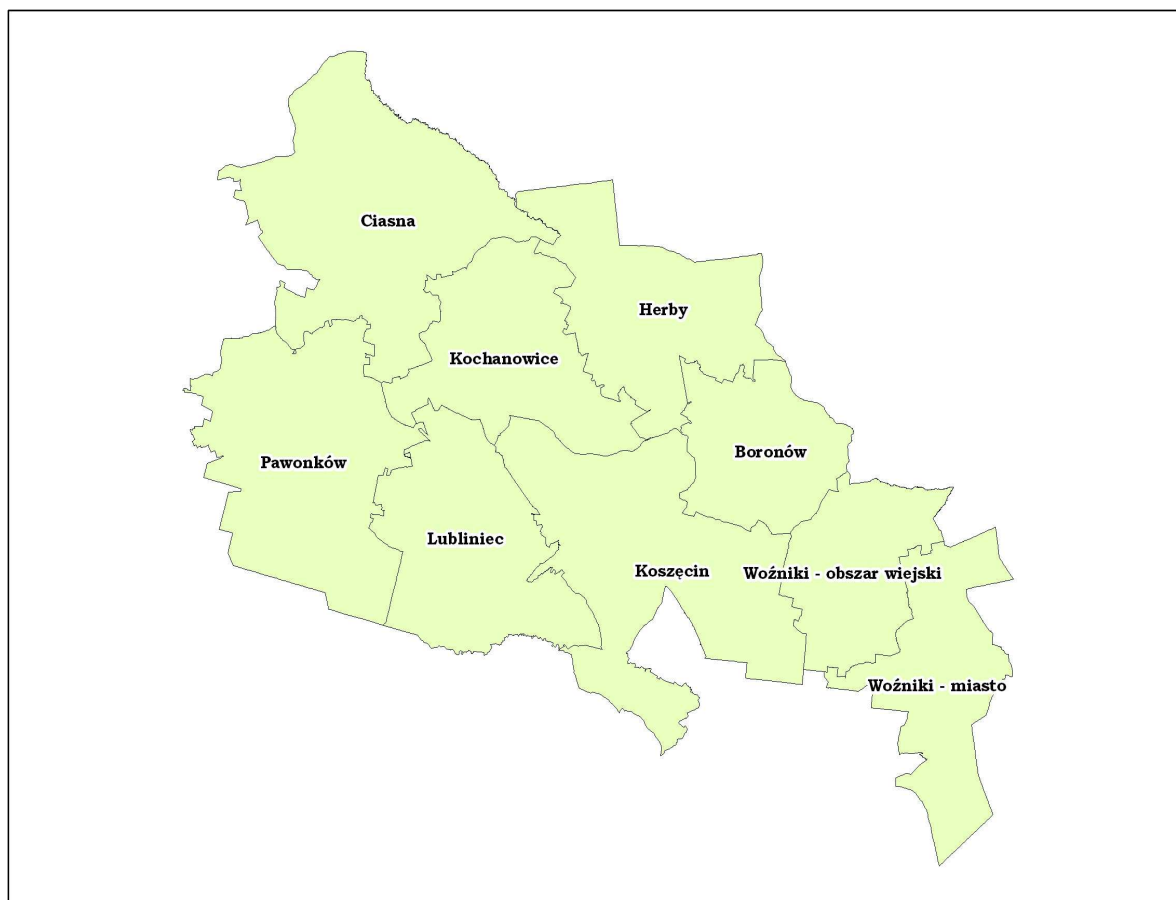 Ciasna
Herby
Kochanowice
Boronów
Pawonków
Lubliniec
Koszęcin
Woźniki - obszar wiejski
Woźniki - miasto